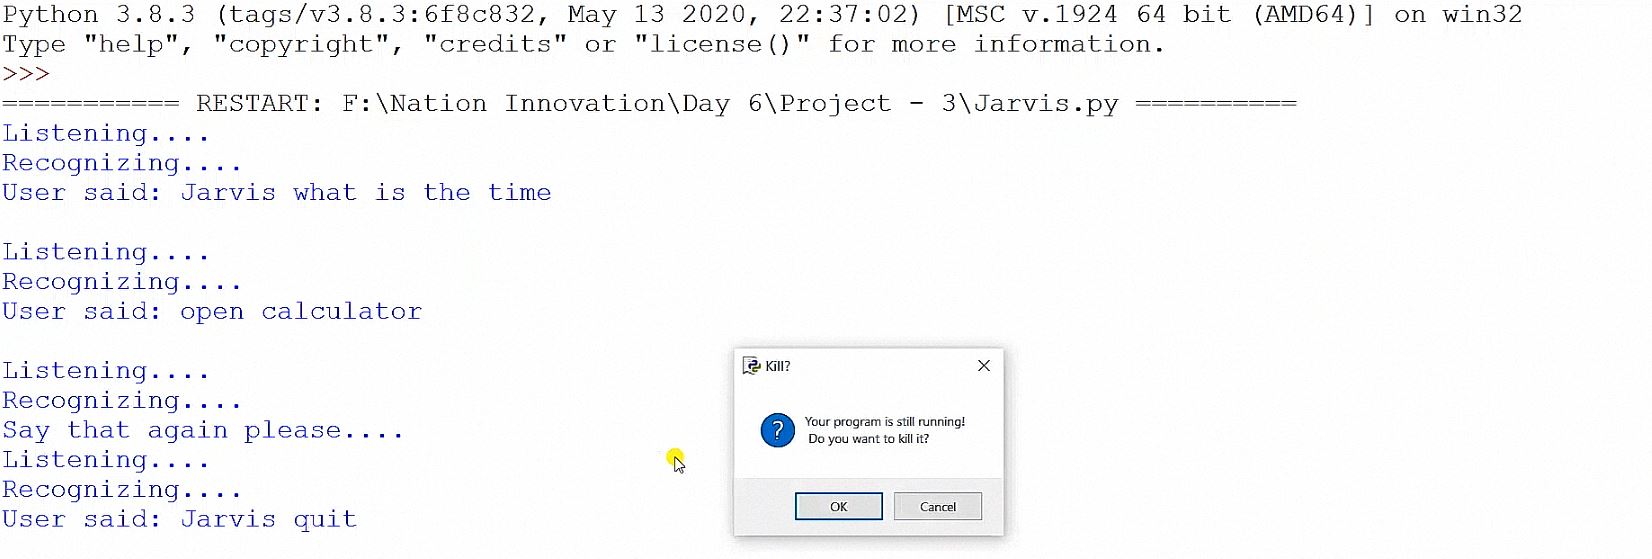 Python 3.8.3 (tags/v3.8.3:6f8c832, May 13 2020, 22:37:02) [MSC v.1924 64 bit (AMD64)] on win32
Type "help", "copyright", "credits" or "license()" for more information.
>>>
=========== RESTART: F:\Nation Innovation\Day 6\Project - 3\Jarvis.py ==========
Listening....
Recognizing....
User said: Jarvis what is the time
Listening....
Recognizing....
User said: open calculator
Listening....
Recognizing....
Say that again please....
Listening....
Recognizing....
User said: Jarvis quit
Kill?
Your program is still running!
Do you want to kill it?
OK
Cancel